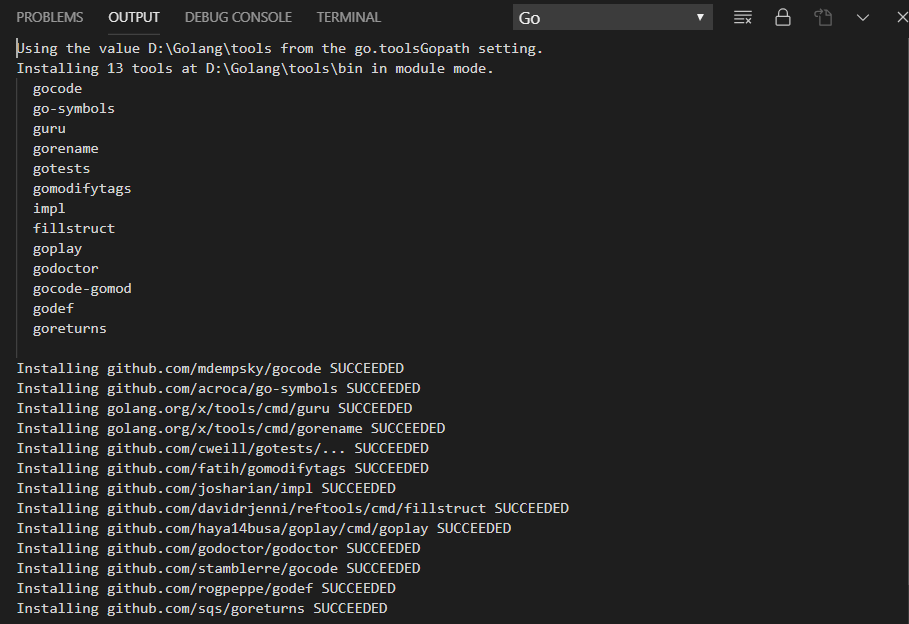 PROBLEMS OUTPUT DEBUG CONSOLE TERMINAL Go
Using the value D:\Golang\tools from the go.toolsGopath setting.
Installing 13 tools at D:\Golang\tools\bin in module mode.
gocode
go-symbols
guru
gorename
gotests
gomodifytags
impl
fillstruct
goplay
godoctor
gocode-gomod
godef
goreturns
Installing github.com/mdempsky/gocode SUCCEEDED
Installing github.com/acroca/go-symbols SUCCEEDED
Installing golang.org/x/tools/cmd/guru SUCCEEDED
Installing golang.org/x/tools/cmd/gorename SUCCEEDED
Installing github.com/cweill/gotests/... SUCCEEDED
Installing github.com/fatih/gomodifytags SUCCEEDED
Installing github.com/josharian/impl SUCCEEDED
Installing github.com/davidrjenni/reftools/cmd/fillstruct SUCCEEDED
Installing github.com/haya14busa/goplay/cmd/goplay SUCCEEDED
Installing github.com/godoctor/godoctor SUCCEEDED
Installing github.com/stamblerre/gocode SUCCEEDED
Installing github.com/rogpeppe/godef SUCCEEDED
Installing github.com/sqs/goreturns SUCCEEDED